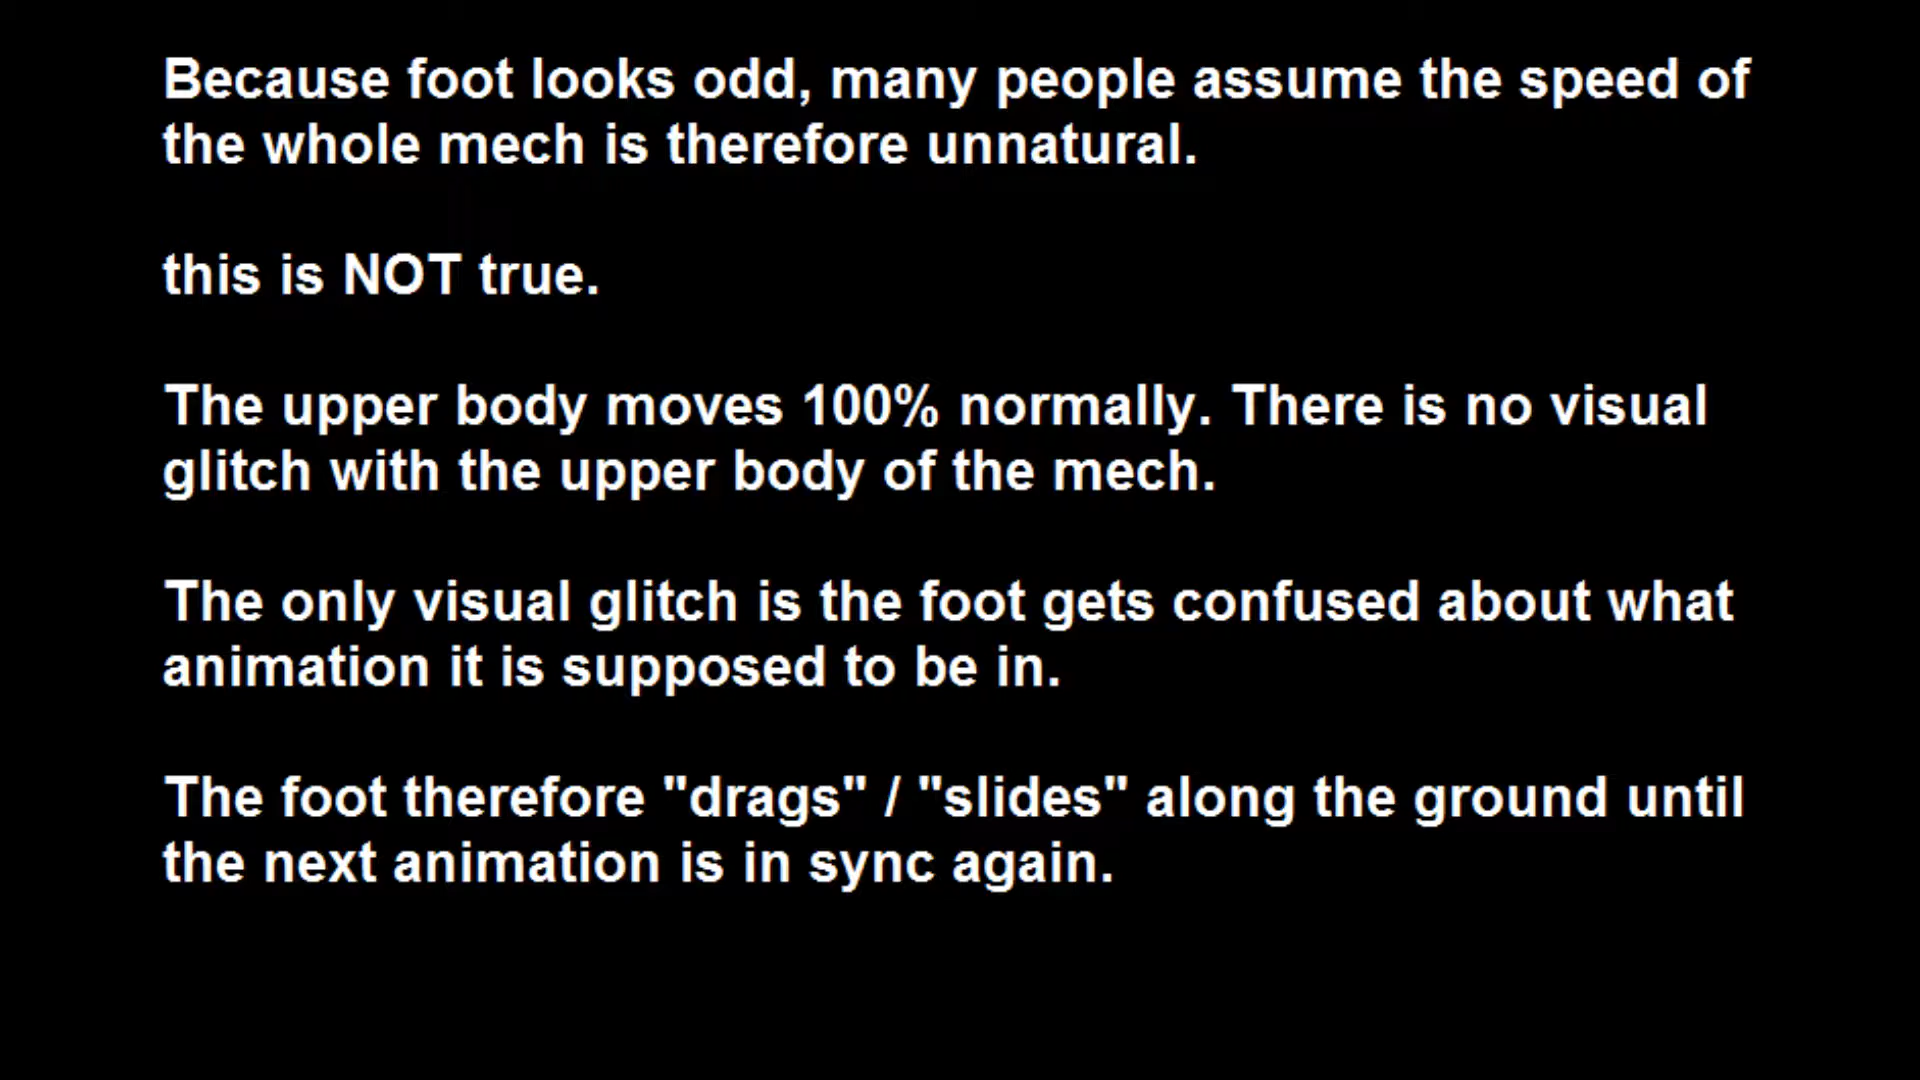 Because foot looks odd, many people assume the speed of
the whole mech is therefore unnatural.
this is NOT true.
The upper body moves 100% normally. There is no visual
glitch with the upper body of the mech.
The only visual glitch is the foot gets confused about what
animation it is supposed to be in.
The foot therefore "drags" / "slides" along the ground until
the next animation is in sync again.